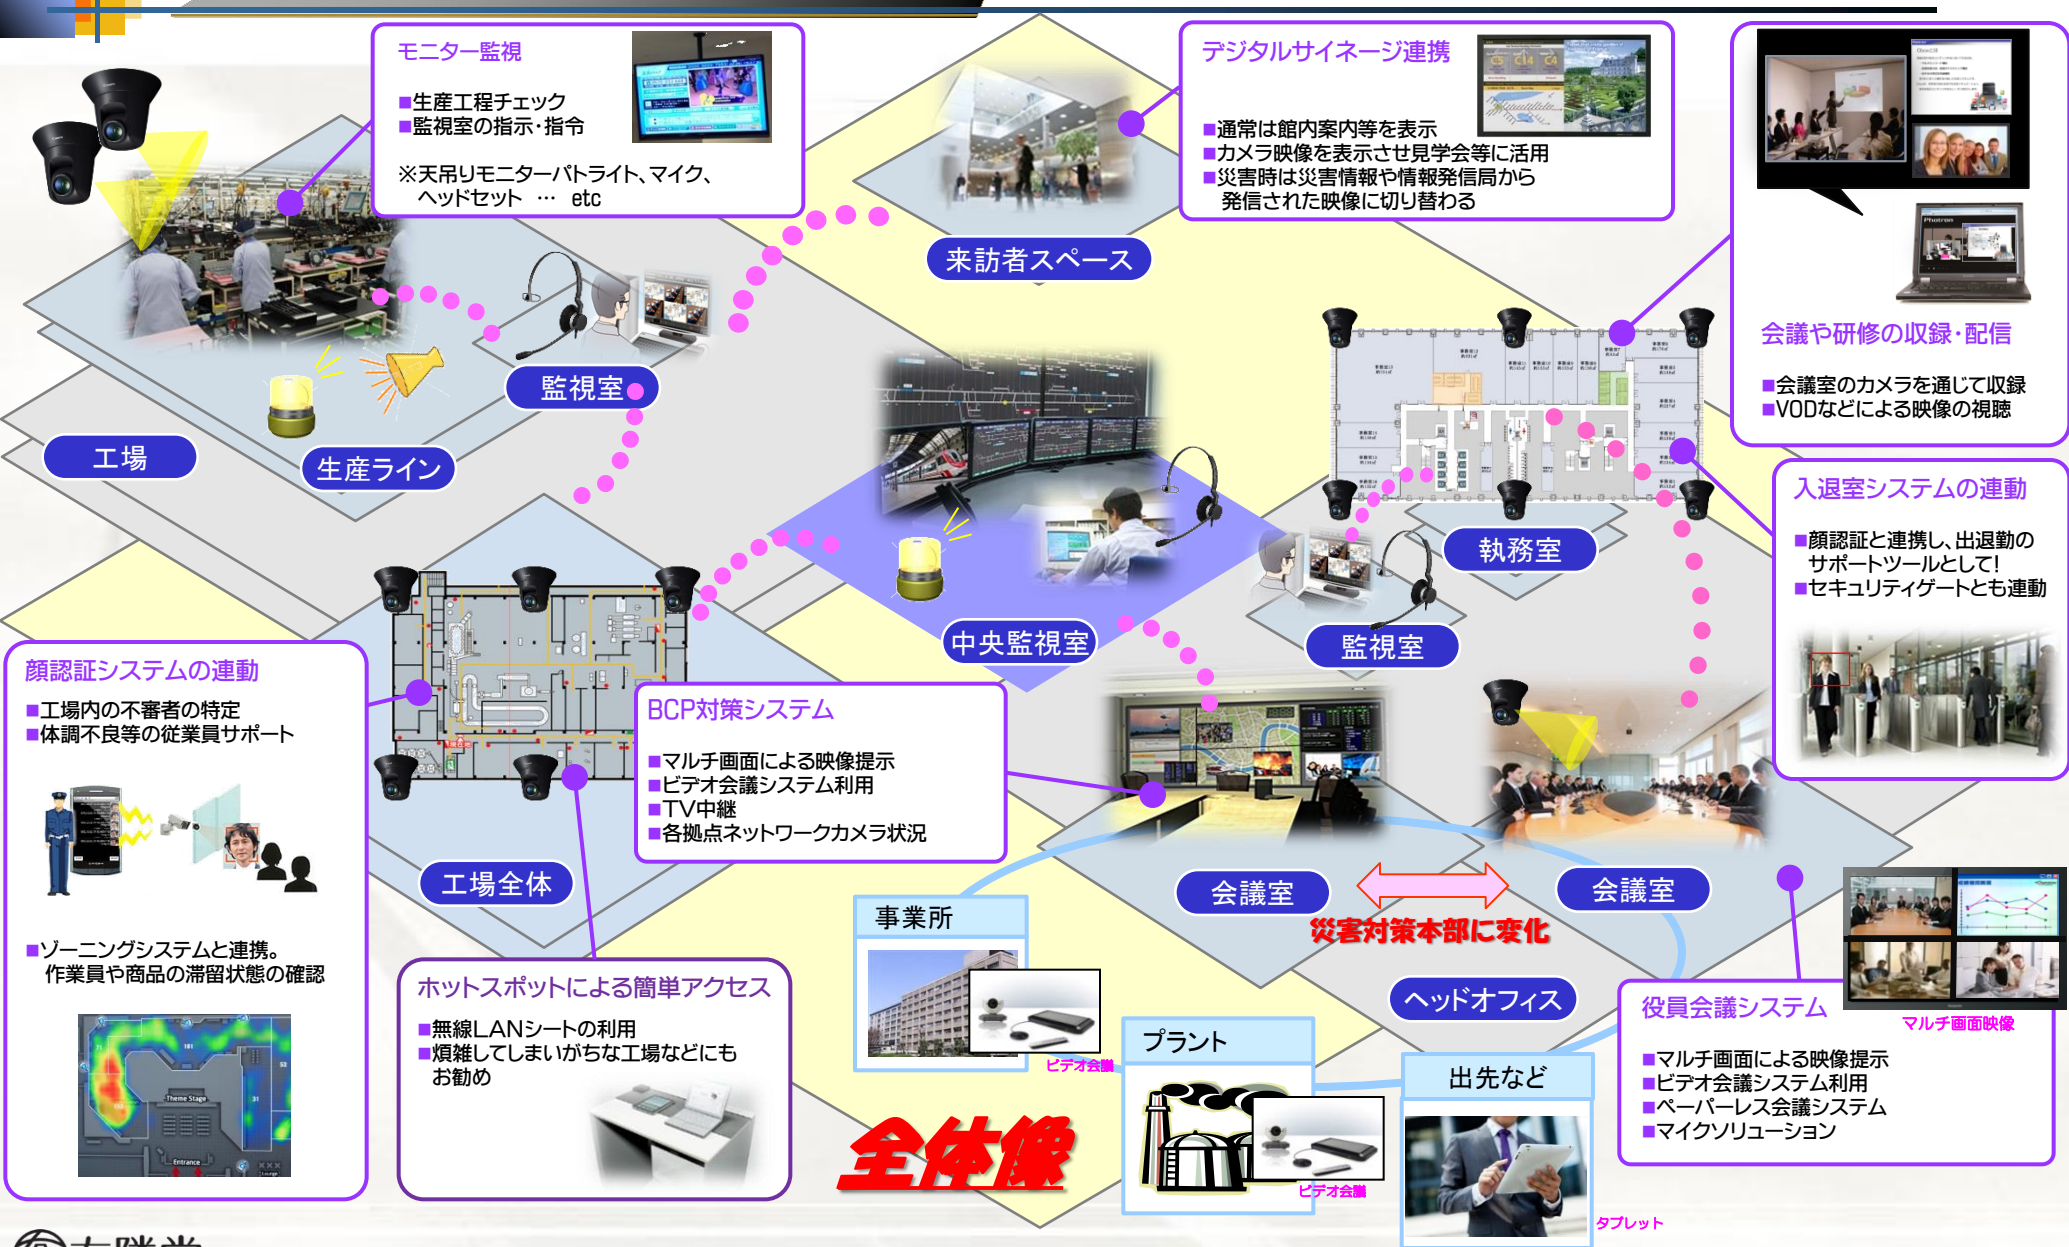 モニター監視
■生産工程チェック
■監視室の指示・指令
※天吊りモニターパトライト、マイク、
ヘッドセット … etc
デジタルサイネージ連携
■通常は館内案内等を表示
■カメラ映像を表示させ見学会等に活用
■災害時は災害情報や情報発信局から
発信された映像に切り替わる
来訪者スペース
会議や研修の収録・配信
■会議室のカメラを通じて収録
■VODなどによる映像の視聴
監視室
工場
生産ライン
入退室システムの連動
■顔認証と連携し、出退勤の
サポートツールとして!
■セキュリティゲートとも連動
執務室
中央監視室
監視室
顔認証システムの連動
■工場内の不審者の特定
■体調不良等の従業員サポート
■ゾーニングシステムと連携。
作業員や商品の滞留状態の確認
Theme Stage
Entrance
BCP対策システム
■マルチ画面による映像提示
■ビデオ会議システム利用
■TV中継
■各拠点ネットワークカメラ状況
工場全体
会議室
会議室
災害対策本部に変化
ヘッドオフィス
ホットスポットによる簡単アクセス
■無線LANシートの利用
■煩雑してしまいがちな工場などにも
お勧め
事業所
ビデオ会議
プラント
ビデオ会議
出先など
タブレット
全体像
マルチ画面映像
役員会議システム
■マルチ画面による映像提示
■ビデオ会議システム利用
■ペーパーレス会議システム
■マイクソリューション